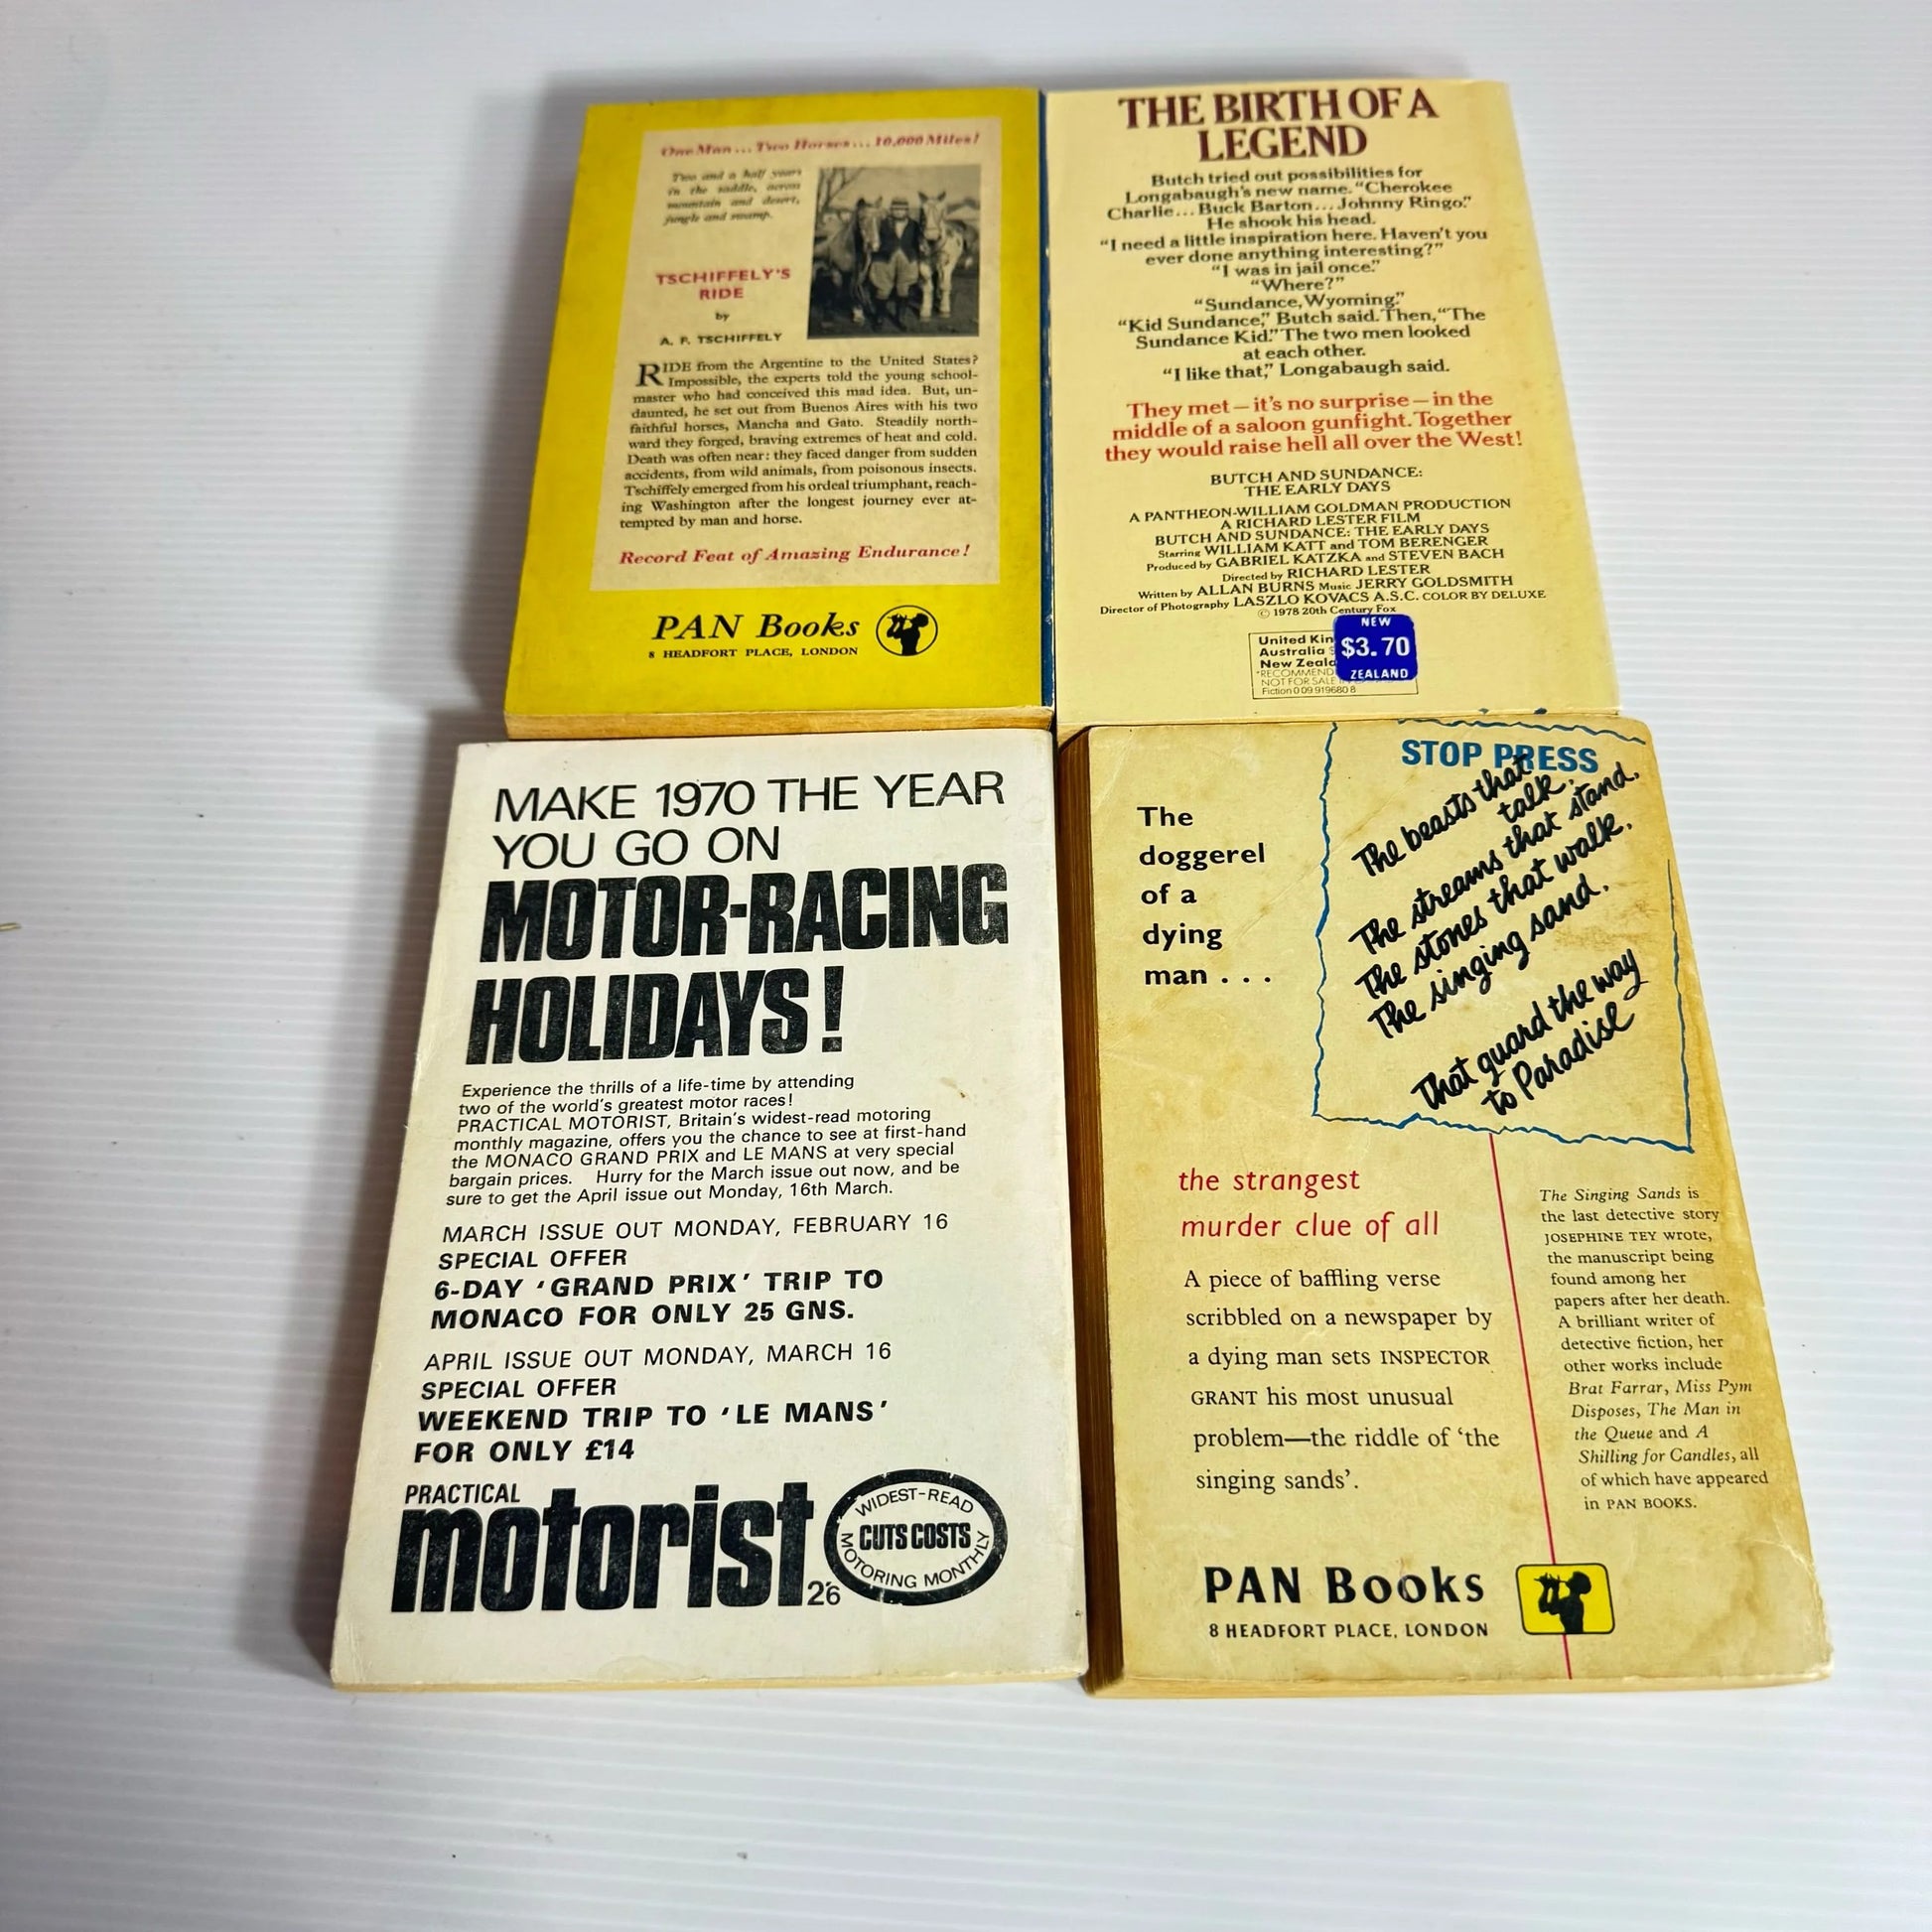 One Man ... Two Horses ... 10,000 Miles!
Two and a half years
in the saddle, across
mountain and desert,
jungle and swamp.
TSCHIFFELY'S
RIDE
by
A. F. TSCHIFFELY
RIDE from the Argentine to the United States?
Impossible, the experts told the young school-
master who had conceived this mad idea. But, un-
daunted, he set out from Buenos Aires with his two
faithful horses, Mancha and Gato. Steadily north-
ward they forged, braving extremes of heat and cold.
Death was often near: they faced danger from sudden
accidents, from wild animals, from poisonous insects.
Tschiffely emerged from his ordeal triumphant, reach-
ing Washington after the longest journey ever at-
tempted by man and horse.
Record Feat of Amazing Endurance!
PAN Books
8 HEADFORT PLACE, LONDON
THE BIRTH OF A
LEGEND
Butch tried out possibilities for
Longabaugh's new name. "Cherokee
Charlie... Buck Barton... Johnny Ringo."
He shook his head.
"I need a little inspiration here. Haven't you
ever done anything interesting?"
"I was in jail once."
"Where?"
"Sundance, Wyoming."
"Kid Sundance," Butch said. Then, "The
Sundance Kid." The two men looked
at each other.
"I like that," Longabaugh said.
They met — it's no surprise — in the
middle of a saloon gunfight. Together
they would raise hell all over the West!
BUTCH AND SUNDANCE:
THE EARLY DAYS
A PANTHEON-WILLIAM GOLDMAN PRODUCTION
A RICHARD LESTER FILM
BUTCH AND SUNDANCE: THE EARLY DAYS
Starring WILLIAM KATT and TOM BERENGER
Produced by GABRIEL KATZKA and STEVEN BACH
Directed by RICHARD LESTER
Written by ALLAN BURNS Music JERRY GOLDSMITH
Director of Photography LASZLO KOVACS A.S.C. COLOR BY DELUXE
© 1978 20th Century Fox
United Kin
Australia
New Zeala
*RECOMMEND
NOT FOR SALE
Fiction 0 09 919680 8
NEW
$3.70
ZEALAND
MAKE 1970 THE YEAR
YOU GO ON
MOTOR-RACING
HOLIDAYS!
Experience the thrills of a life-time by attending
two of the world's greatest motor races!
PRACTICAL MOTORIST, Britain's widest-read motoring
monthly magazine, offers you the chance to see at first-hand
the MONACO GRAND PRIX and LE MANS at very special
bargain prices. Hurry for the March issue out now, and be
sure to get the April issue out Monday, 16th March.
MARCH ISSUE OUT MONDAY, FEBRUARY 16
SPECIAL OFFER
6-DAY 'GRAND PRIX' TRIP TO
MONACO FOR ONLY 25 GNS.
APRIL ISSUE OUT MONDAY, MARCH 16
SPECIAL OFFER
WEEKEND TRIP TO 'LE MANS'
FOR ONLY £14
PRACTICAL
motorist 2'6
WIDEST-READ
CUTS COSTS
MOTORING MONTHLY
The
doggerel
of a
dying
man . . .
STOP PRESS
The beasts that
talk,
The streams that stand,
The stones that walk,
The singing sand,
That guard the way
to Paradise
the strangest
murder clue of all
A piece of baffling verse
scribbled on a newspaper by
a dying man sets INSPECTOR
GRANT his most unusual
problem—the riddle of 'the
singing sands'.
The Singing Sands is
the last detective story
JOSEPHINE TEY wrote,
the manuscript being
found among her
papers after her death.
A brilliant writer of
detective fiction, her
other works include
Brat Farrar, Miss Pym
Disposes, The Man in
the Queue and A
Shilling for Candles, all
of which have appeared
in PAN BOOKS.
PAN Books
8 HEADFORT PLACE, LONDON